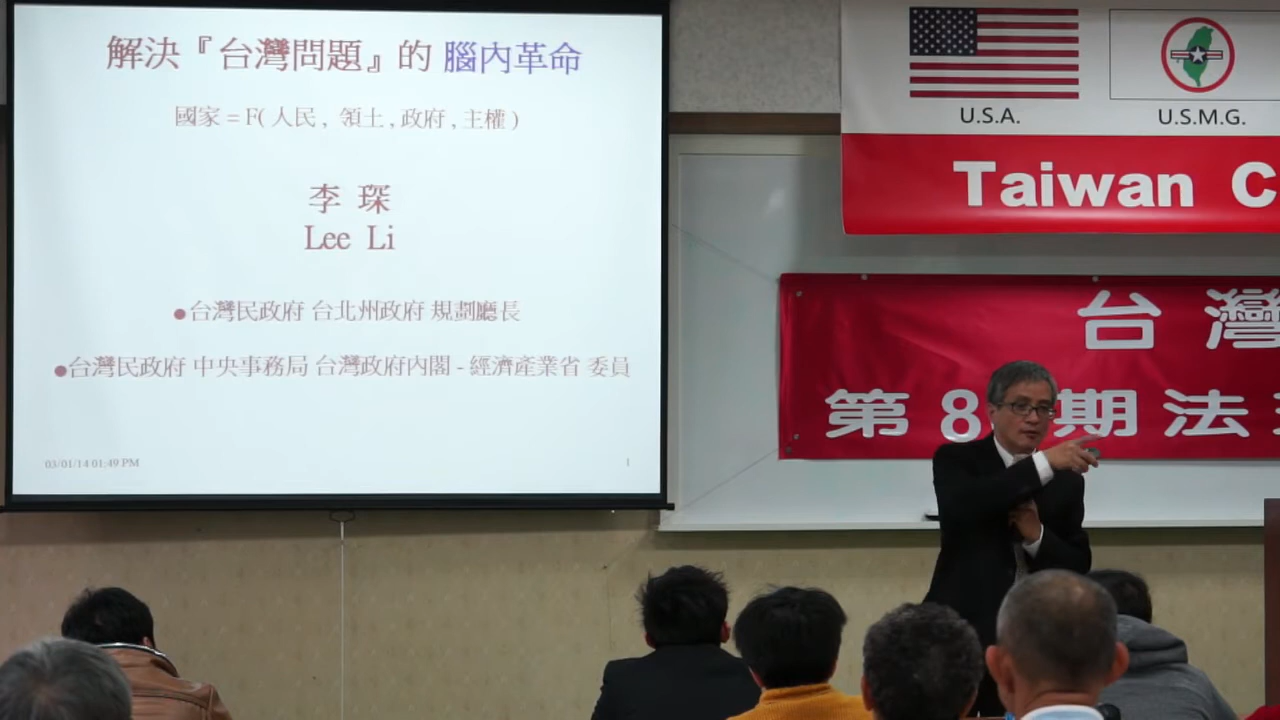 解決『台灣問題』的 腦內革命
國家 = F( 人民 , 領土 , 政府 , 主權 )
李 琛
Lee Li
●台灣民政府 台北州政府 規劃廳長
●台灣民政府 中央事務局 台灣政府內閣 - 經濟產業省 委員
03/01/14 01:49 PM
1
U.S.A.
U.S.M.G.
Taiwan C
台 灣
第 8 期 法